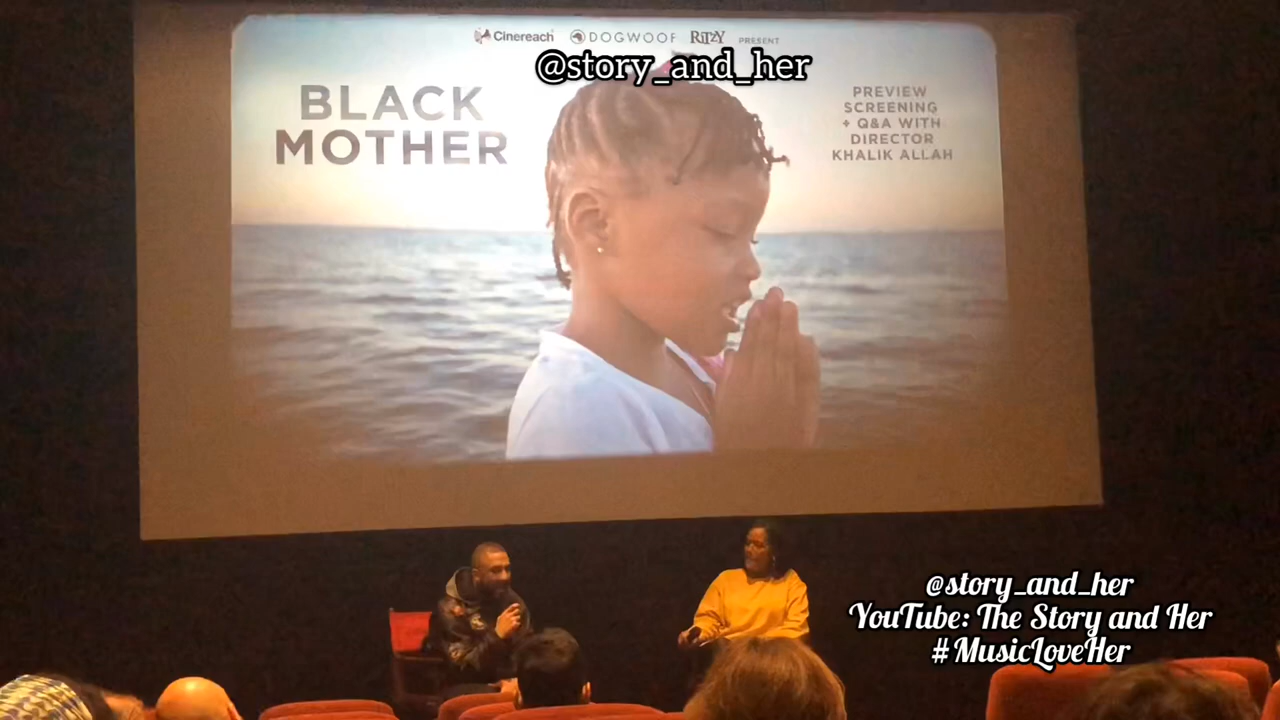 Cinereach DOGWOOF RITZY PRESENT
@story_and_her
BLACK
MOTHER
PREVIEW
SCREENING
+ Q&A WITH
DIRECTOR
KHALIK ALLAH
@story_and_her
YouTube: The Story and Her
#MusicLoveHer